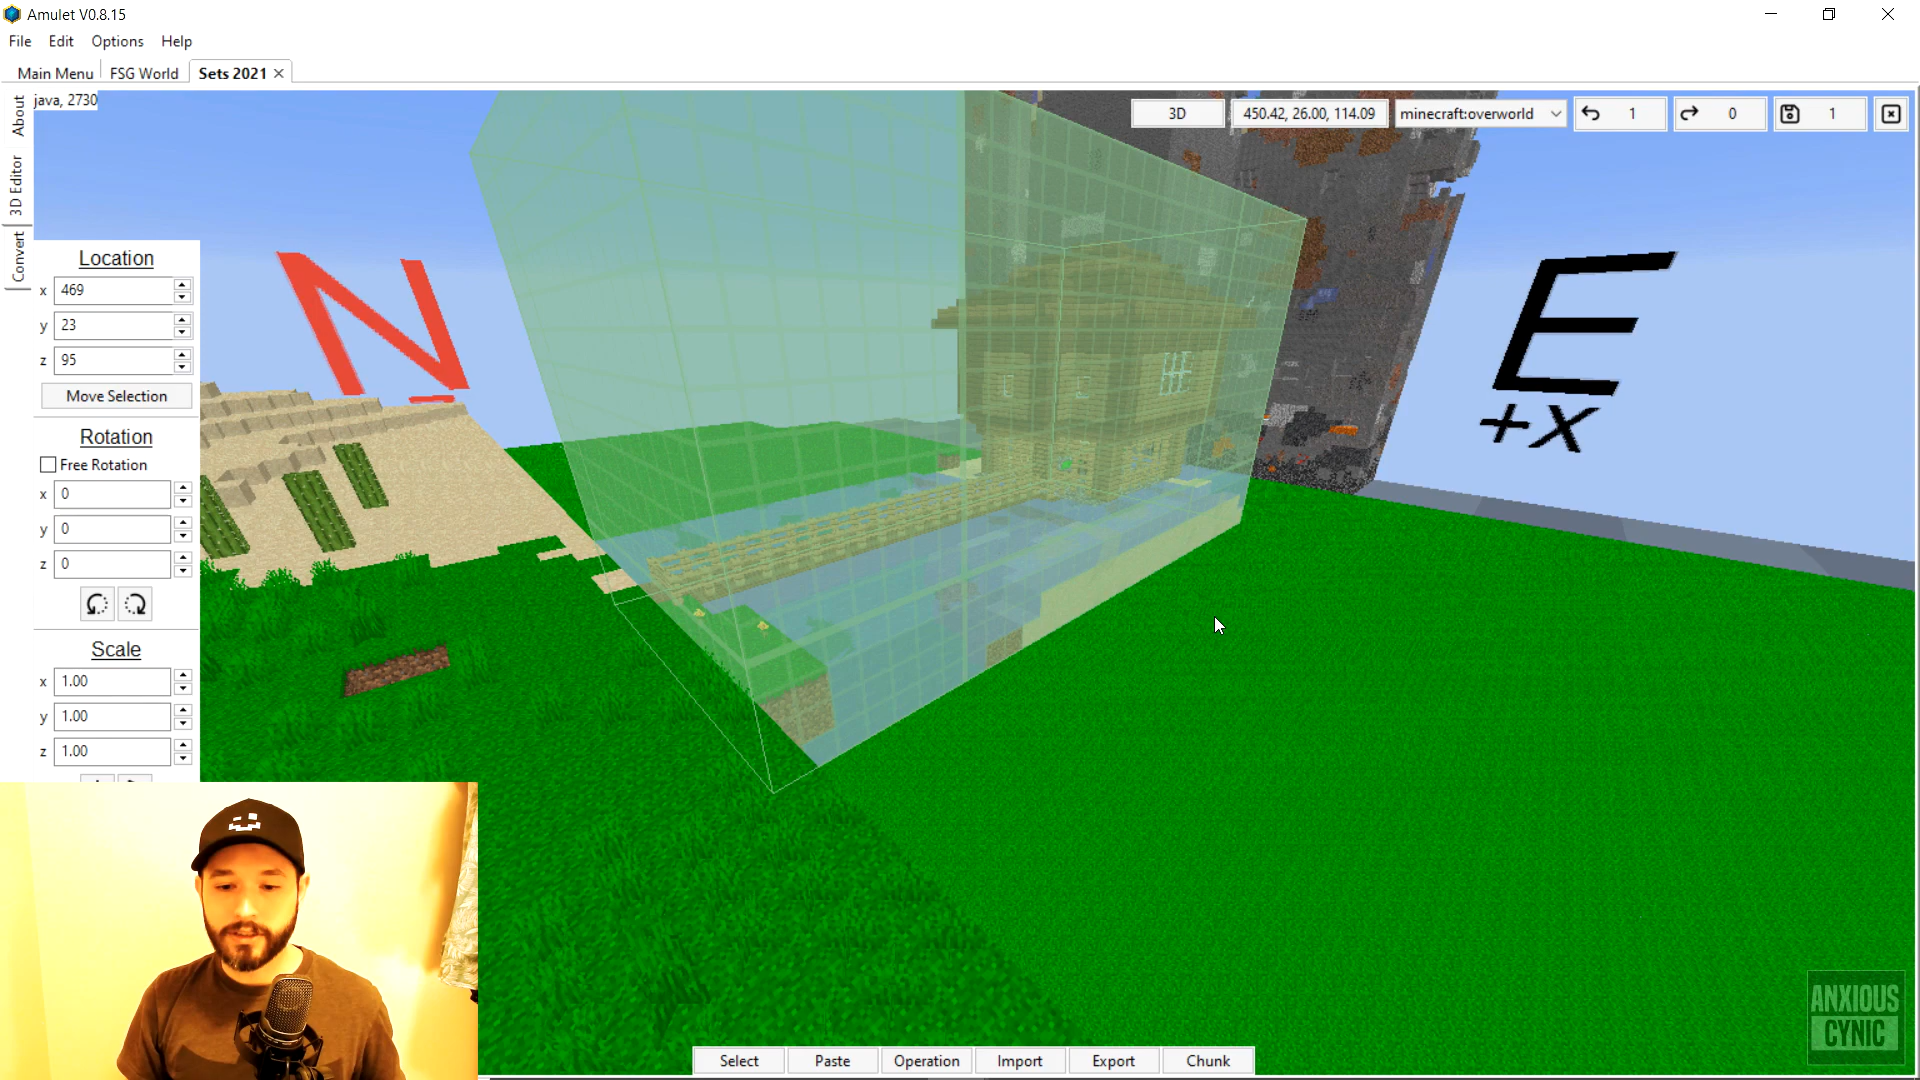 Amulet V0.8.15
File Edit Options Help
Main Menu FSG World Sets 2021
About
3D Editor
Convert
java, 2730
3D 450.42, 26.00, 114.09 minecraft:overworld 1 0 1
Location
x 469
y 23
z 95
Move Selection
Rotation
Free Rotation
x 0
y 0
z 0
Scale
x 1.00
y 1.00
z 1.00
N
E
+X
Select Paste Operation Import Export Chunk
ANXIOUS
CYNIC